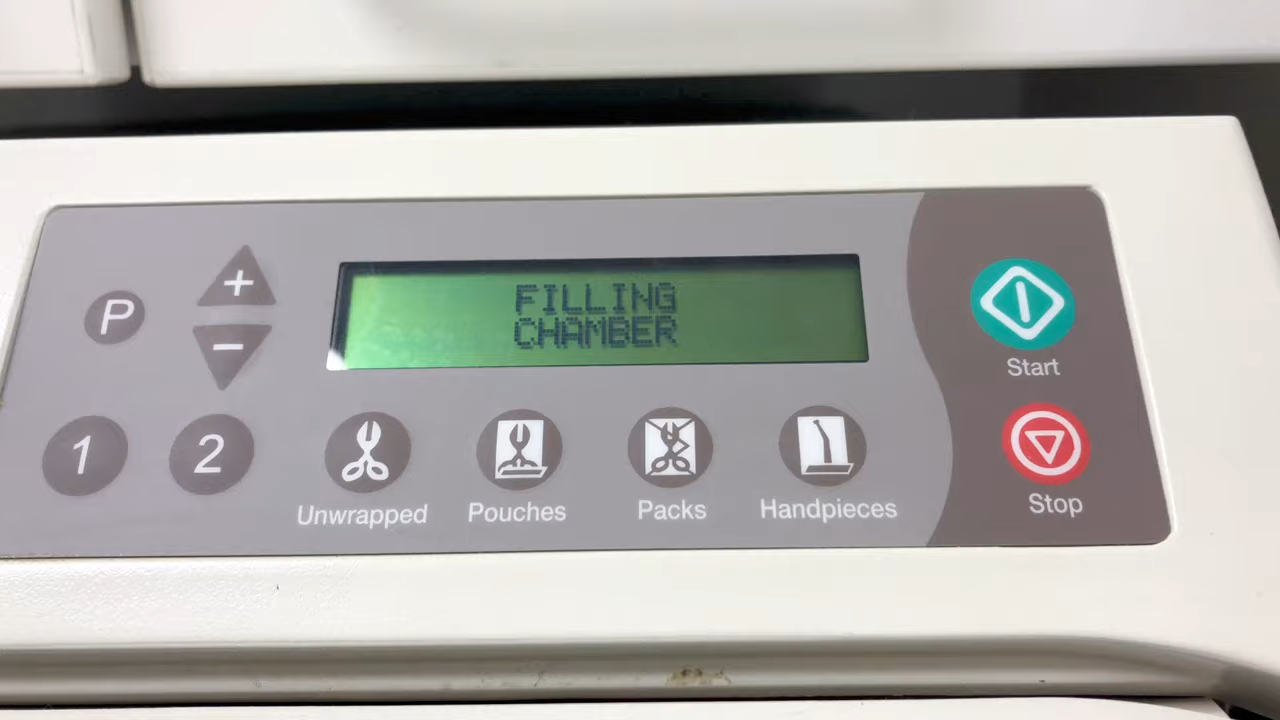 P
+
−
FILLING
CHAMBER
Start
1
2
Unwrapped
Pouches
Packs
Handpieces
Stop